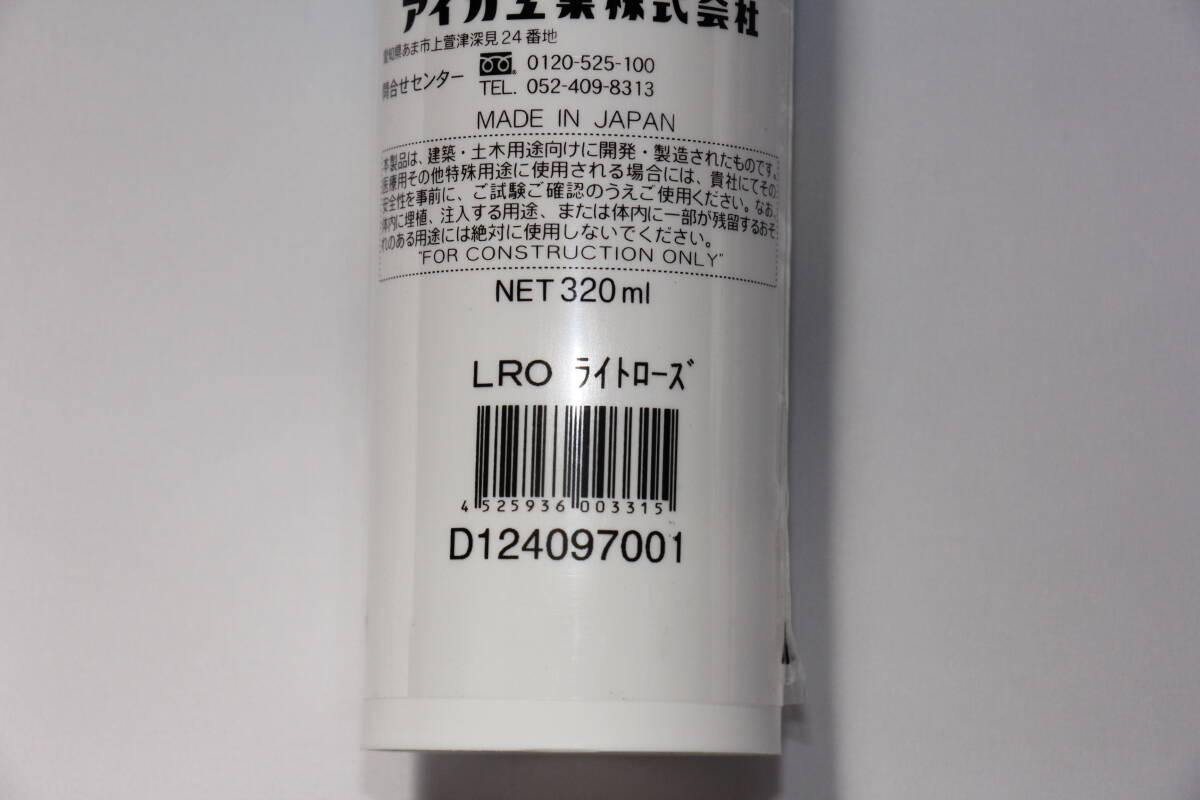 アイカ工業株式会社
愛知県あま市上萱津深見24番地
問合せセンター 0120-525-100
TEL. 052-409-8313
MADE IN JAPAN
本製品は、建築・土木用途向けに開発・製造されたものです。
医療用その他特殊用途に使用される場合には、貴社にてその
安全性を事前に、ご試験ご確認のうえご使用ください。なお、
体内に埋植、注入する用途、または体内に一部が残留するおそ
れのある用途には絶対に使用しないでください。
"FOR CONSTRUCTION ONLY"
NET 320ml
LRO ﾗｲﾄﾛｰｽﾞ
4 525936 003315
D124097001